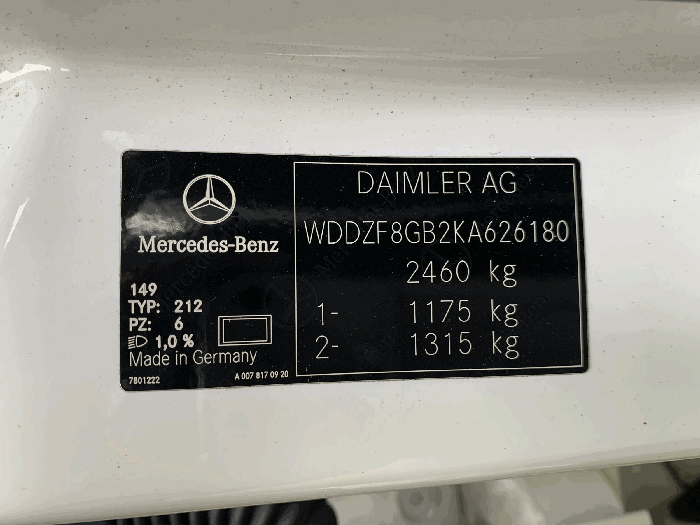 Mercedes-Benz
149
TYP: 212
PZ: 6
1,0 %
Made in Germany
7801222
A 007 817 09 20
DAIMLER AG
WDDZF8GB2KA626180
2460 kg
1- 1175 kg
2- 1315 kg